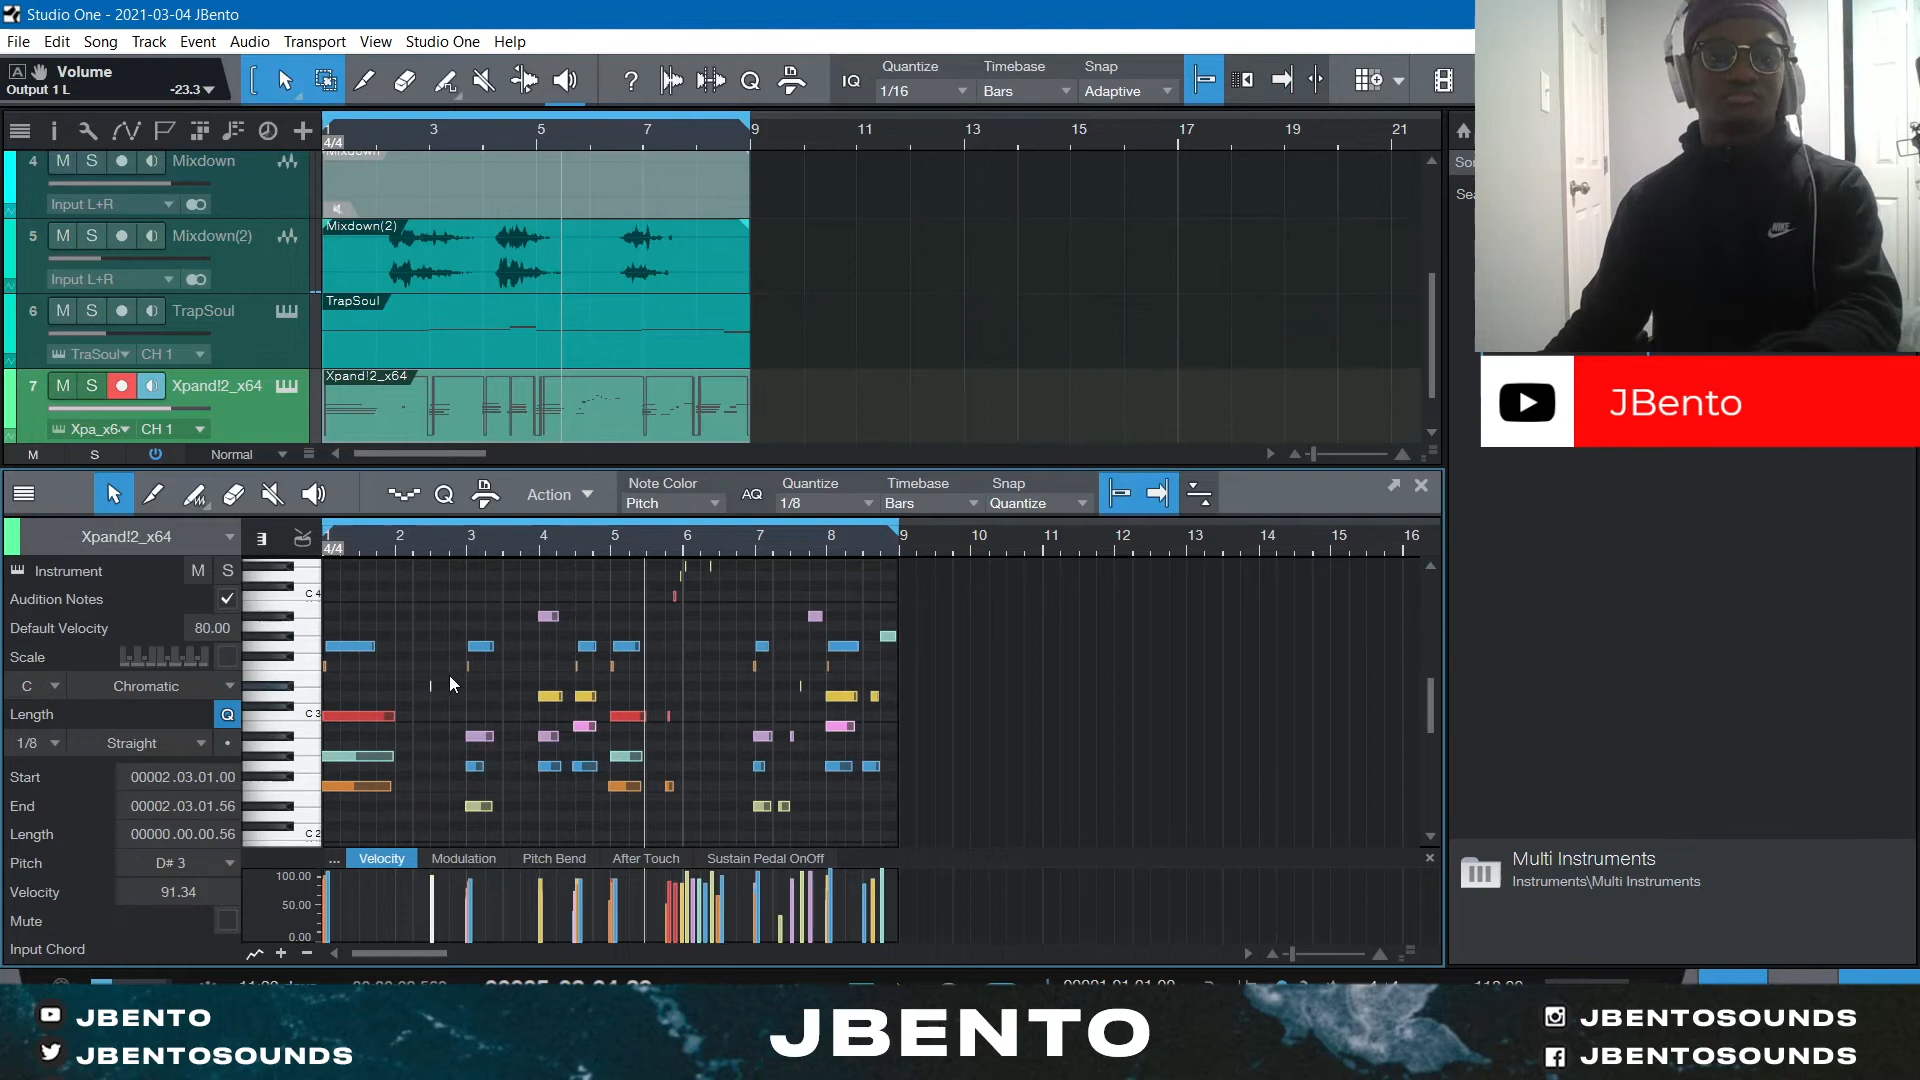 Studio One - 2021-03-04 JBento
File Edit Song Track Event Audio Transport View Studio One Help
A Volume
Output 1 L -23.3
IQ Quantize Timebase Snap
1/16 Bars Adaptive
1 3 5 7 9 11 13 15 17 19 21
4/4
4 M S Mixdown
Input L+R
Mixdown
5 M S Mixdown(2)
Input L+R
Mixdown(2)
6 M S TrapSoul
TraSoul CH 1
TrapSoul
7 M S Xpand!2_x64
Xpa_x6 CH 1
Xpand!2_x64
M S Normal
JBento
Action Note Color AQ Quantize Timebase Snap
Pitch 1/8 Bars Quantize
Xpand!2_x64
1 2 3 4 5 6 7 8 9 10 11 12 13 14 15 16
4/4
Instrument M S
Audition Notes
Default Velocity 80.00
Scale
C Chromatic
Length Q
1/8 Straight
Start 00002.03.01.00
End 00002.03.01.56
Length 00000.00.00.56
Pitch D# 3
Velocity 91.34
Mute
Input Chord
C 4
C 3
C 2
... Velocity Modulation Pitch Bend After Touch Sustain Pedal OnOff
100.00
50.00
0.00
Multi Instruments
Instruments\Multi Instruments
JBENTO
JBENTOSOUNDS
JBENTO
JBENTOSOUNDS
JBENTOSOUNDS